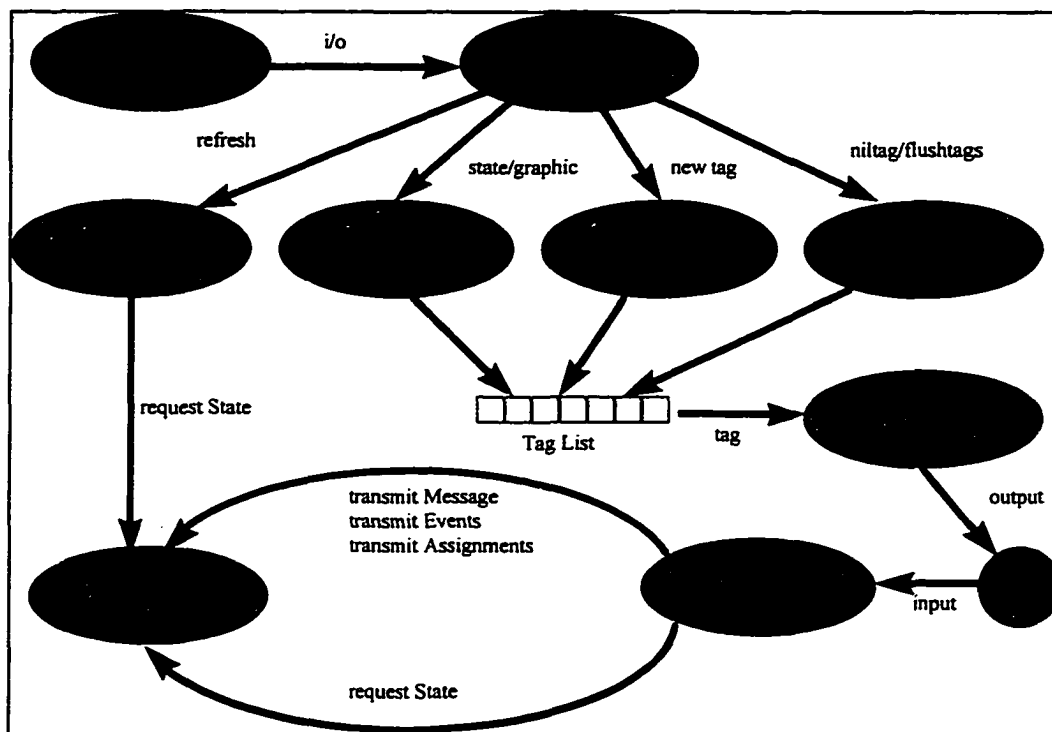 i/o
refresh
state/graphic
new tag
niltag/flushtags
request State
Tag List
tag
output
transmit Message
transmit Events
transmit Assignments
input
request State